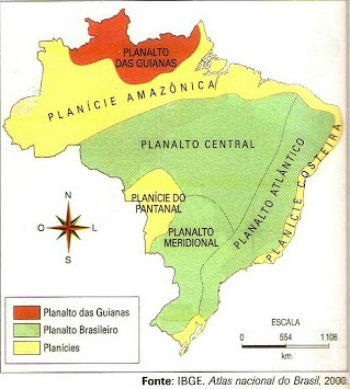 PLANALTO
DAS GUIANAS
PLANÍCIE AMAZÔNICA
PLANALTO CENTRAL
PLANÍCIE DO
PANTANAL
PLANALTO
MERIDIONAL
PLANALTO ATLÂNTICO
PLANÍCIE COSTEIRA
N
O
L
S
Planalto das Guianas
Planalto Brasileiro
Planícies
ESCALA
0 554 1108
km
Fonte: IBGE. Atlas nacional do Brasil, 2000.